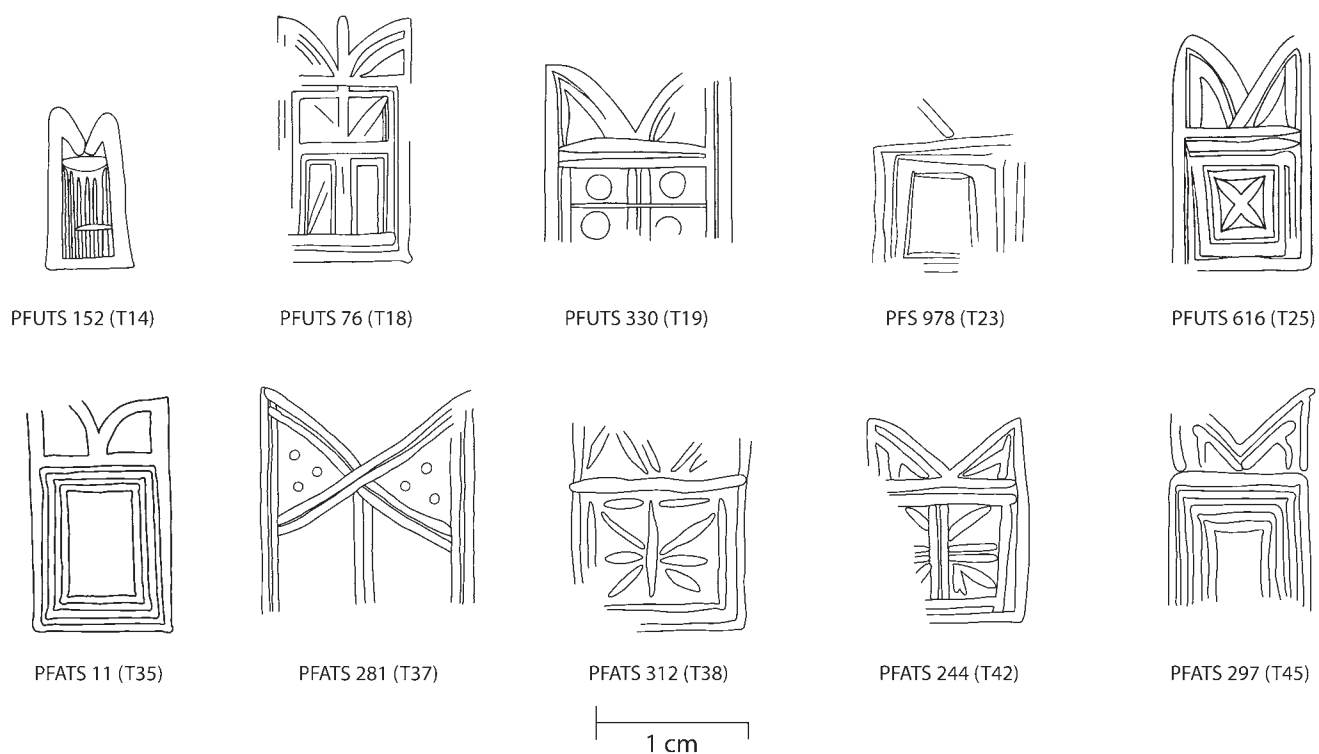 PFUTS 152 (T14) PFUTS 76 (T18) PFUTS 330 (T19) PFS 978 (T23) PFUTS 616 (T25)
PFATS 11 (T35) PFATS 281 (T37) PFATS 312 (T38) PFATS 244 (T42) PFATS 297 (T45)
1 cm